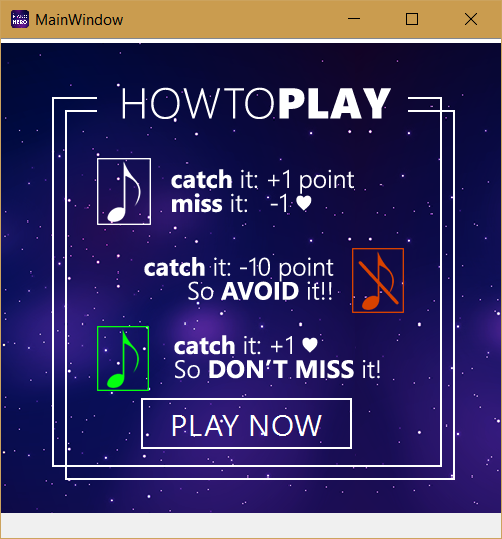 MainWindow
HOWTOPLAY
catch it: +1 point
miss it: -1 ♥
catch it: -10 point
So AVOID it!!
catch it: +1 ♥
So DON'T MISS it!
PLAY NOW